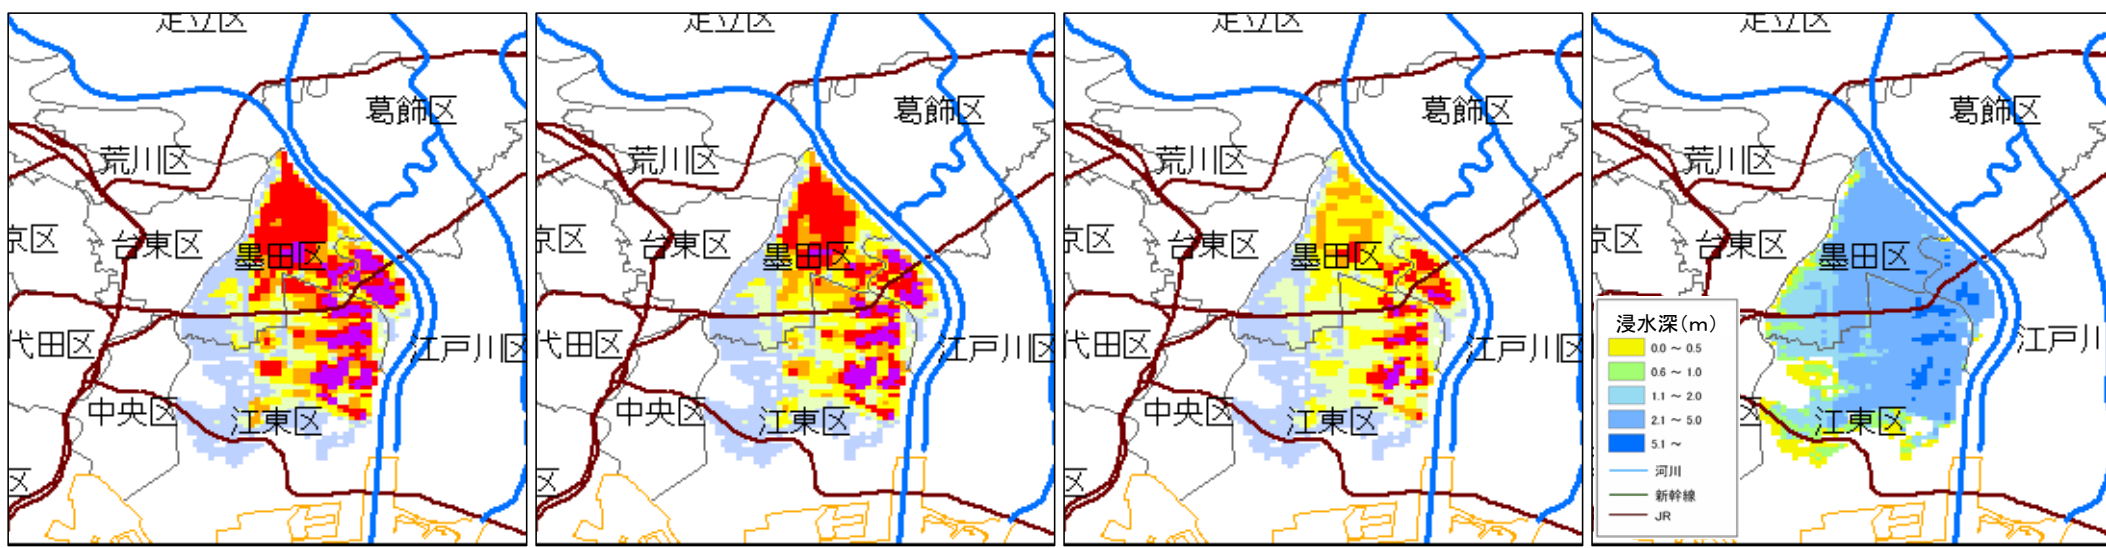 足立区
葛飾区
荒川区
京区
台東区
墨田区
代田区
江戸川区
中央区
江東区
区
足立区
葛飾区
荒川区
京区
台東区
墨田区
代田区
江戸川区
中央区
江東区
区
足立区
葛飾区
荒川区
京区
台東区
墨田区
代田区
江戸川区
中央区
江東区
区
足立区
葛飾区
荒川区
京区
台東区
墨田区
江戸川
区
江東区
浸水深(m)
0.0 ~ 0.5
0.6 ~ 1.0
1.1 ~ 2.0
2.1 ~ 5.0
5.1 ~
河川
新幹線
JR